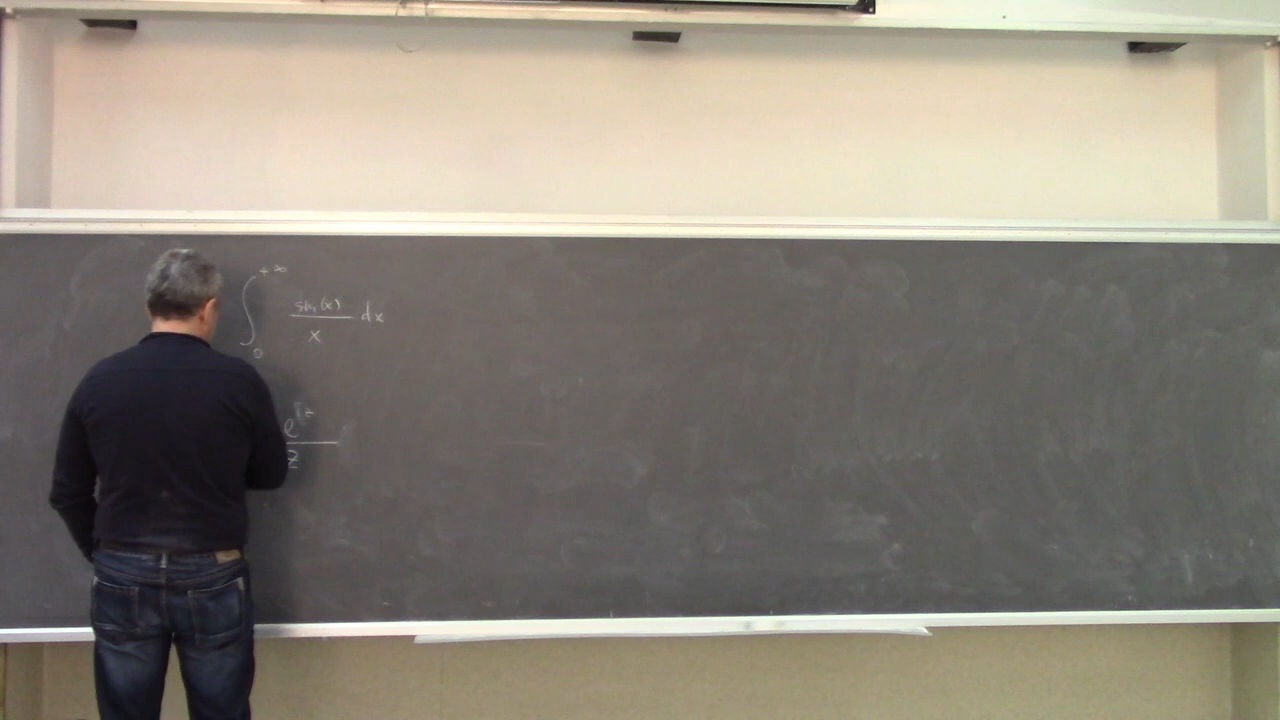 ∫₀^{+∞} sin(x)/x dx
e^{iz}/z